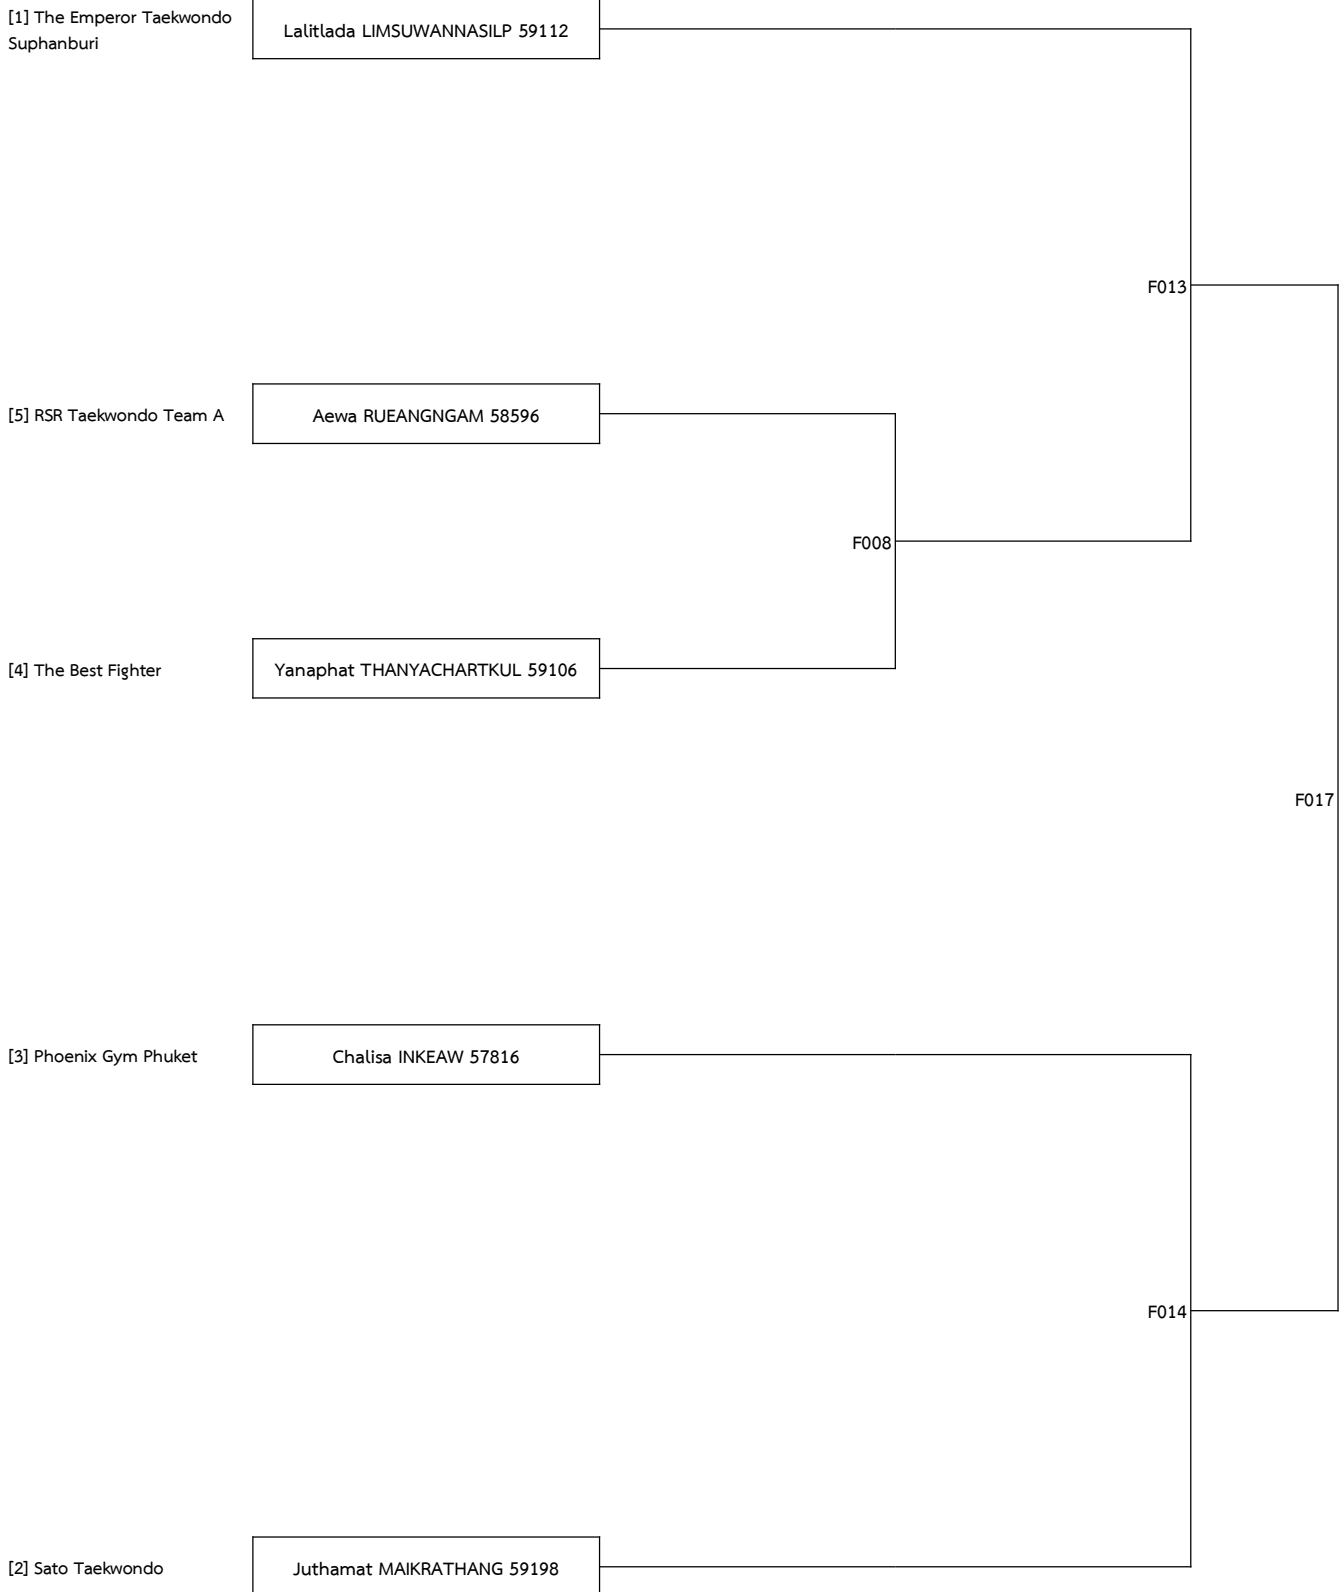 [1] The Emperor Taekwondo
Suphanburi
Lalitlada LIMSUWANNASILP 59112
F013
[5] RSR Taekwondo Team A
Aewa RUEANGNGAM 58596
F008
[4] The Best Fighter
Yanaphat THANYACHARTKUL 59106
F017
[3] Phoenix Gym Phuket
Chalisa INKEAW 57816
F014
[2] Sato Taekwondo
Juthamat MAIKRATHANG 59198